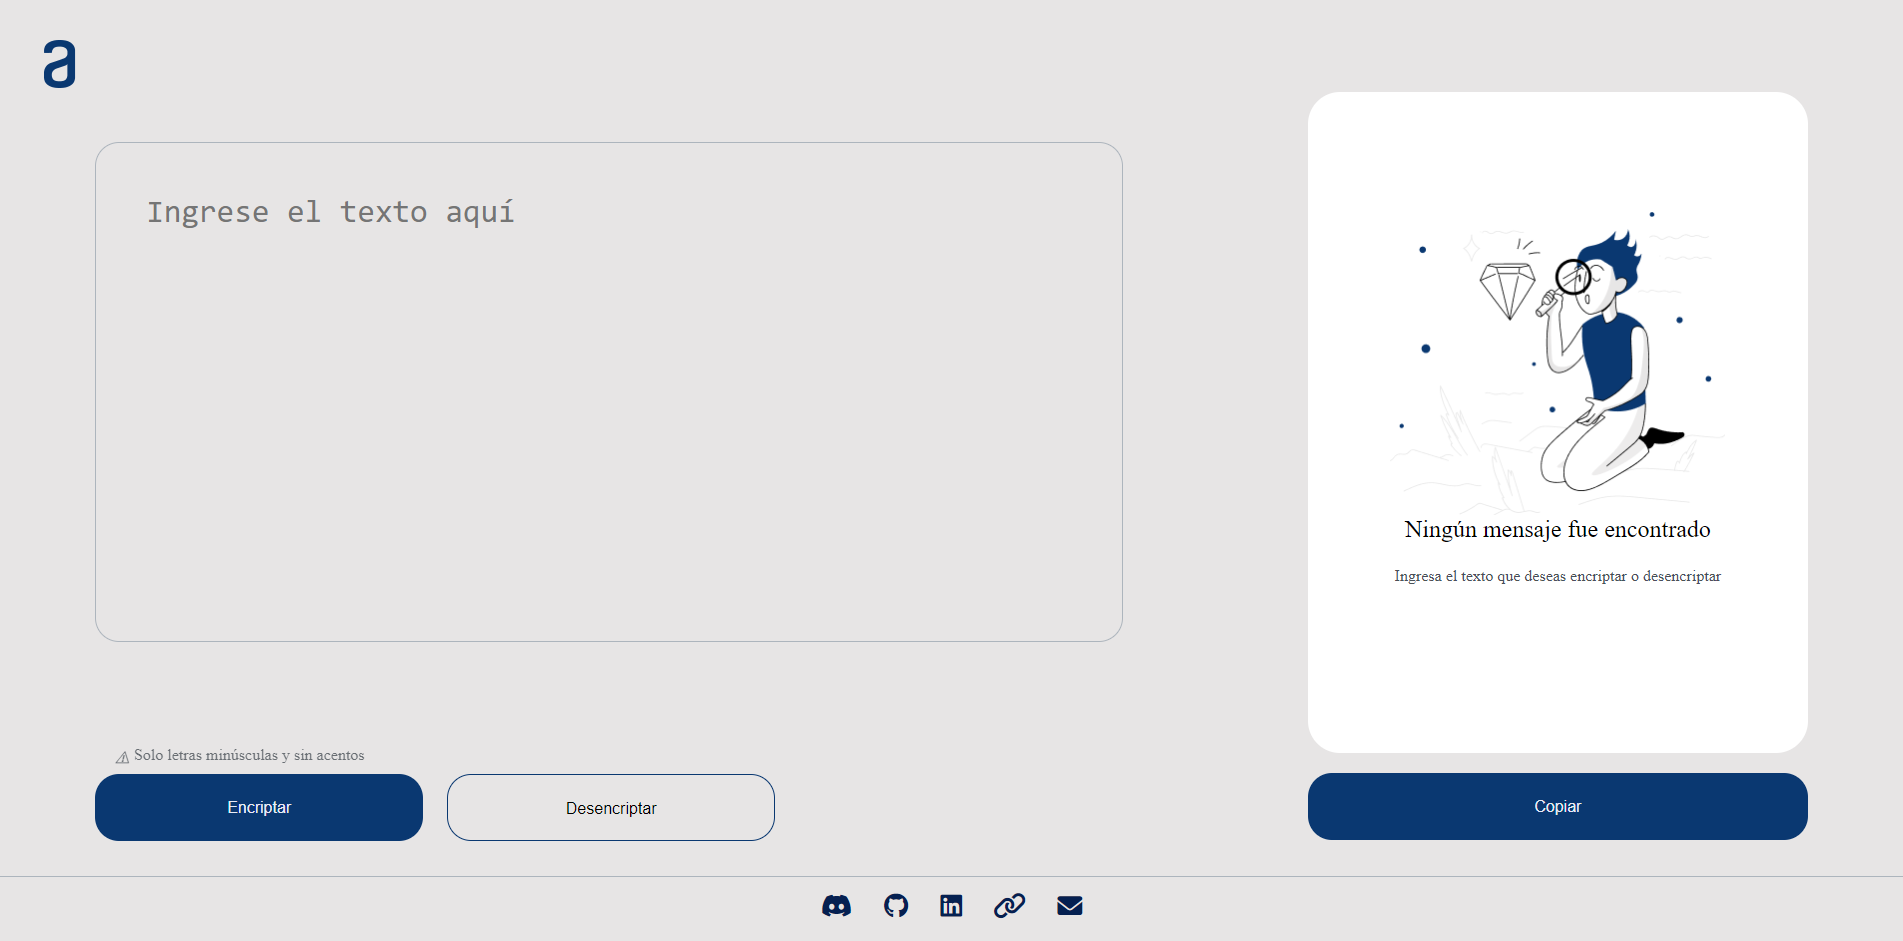 a
Ingrese el texto aquí
Solo letras minúsculas y sin acentos
Encriptar
Desencriptar
Ningún mensaje fue encontrado
Ingresa el texto que deseas encriptar o desencriptar
Copiar
in